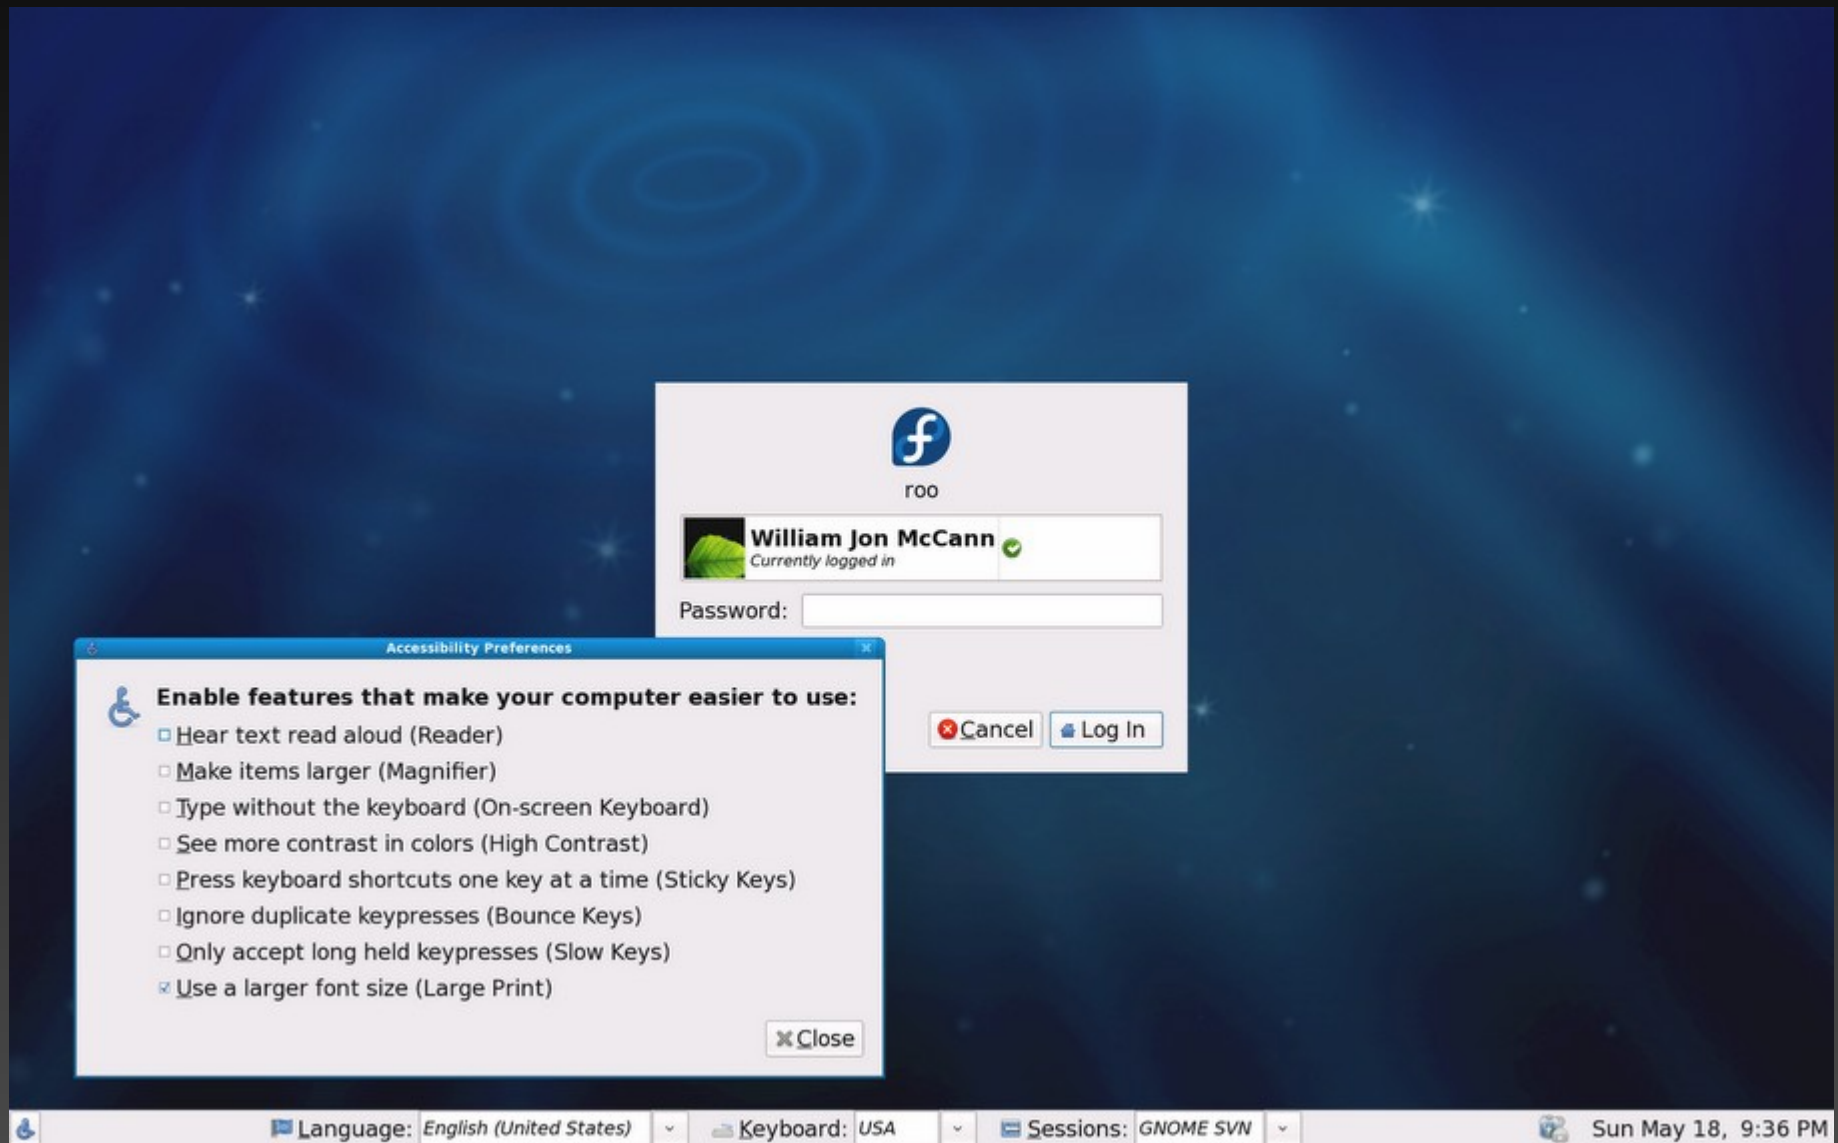 roo
William Jon McCann
Currently logged in
Password:
Cancel
Log In
Accessibility Preferences
Enable features that make your computer easier to use:
Hear text read aloud (Reader)
Make items larger (Magnifier)
Type without the keyboard (On-screen Keyboard)
See more contrast in colors (High Contrast)
Press keyboard shortcuts one key at a time (Sticky Keys)
Ignore duplicate keypresses (Bounce Keys)
Only accept long held keypresses (Slow Keys)
Use a larger font size (Large Print)
Close
Language: English (United States) Keyboard: USA Sessions: GNOME SVN Sun May 18, 9:36 PM